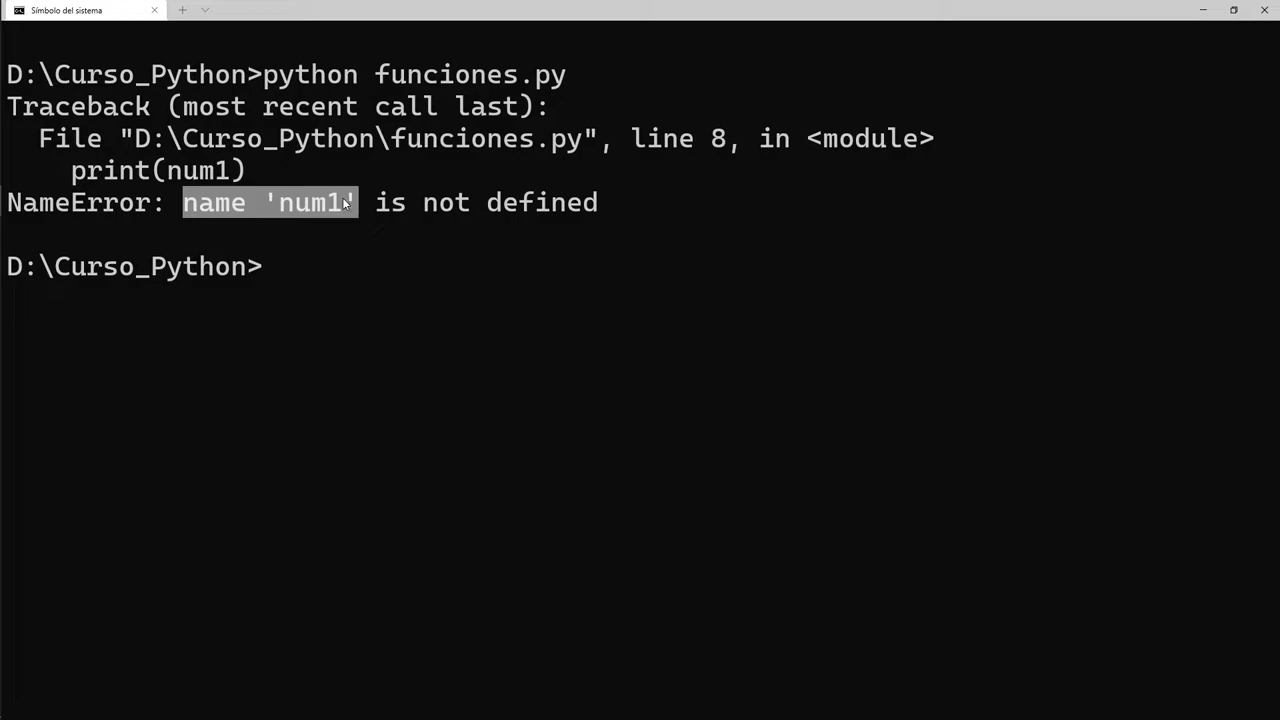 Símbolo del sistema
D:\Curso_Python>python funciones.py
Traceback (most recent call last):
  File "D:\Curso_Python\funciones.py", line 8, in <module>
    print(num1)
NameError: name 'num1' is not defined
D:\Curso_Python>